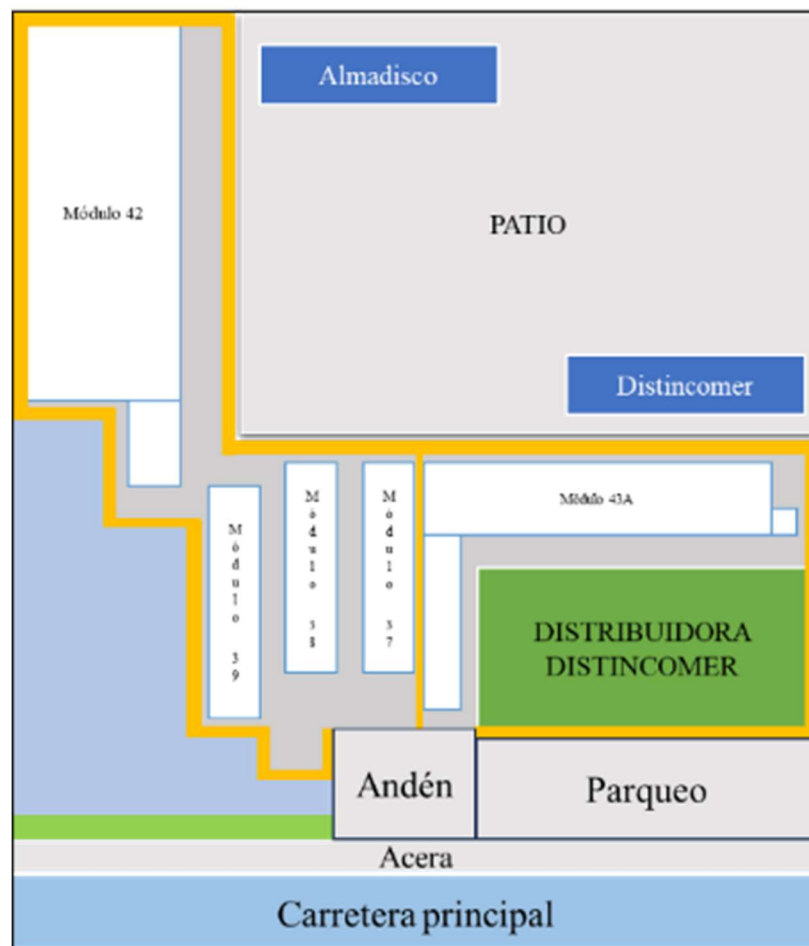 Almadisco
Módulo 42
PATIO
Distincomer
Módulo 39
Módulo 38
Módulo 37
Módulo 43A
DISTRIBUIDORA
DISTINCOMER
Andén
Parqueo
Acera
Carretera principal